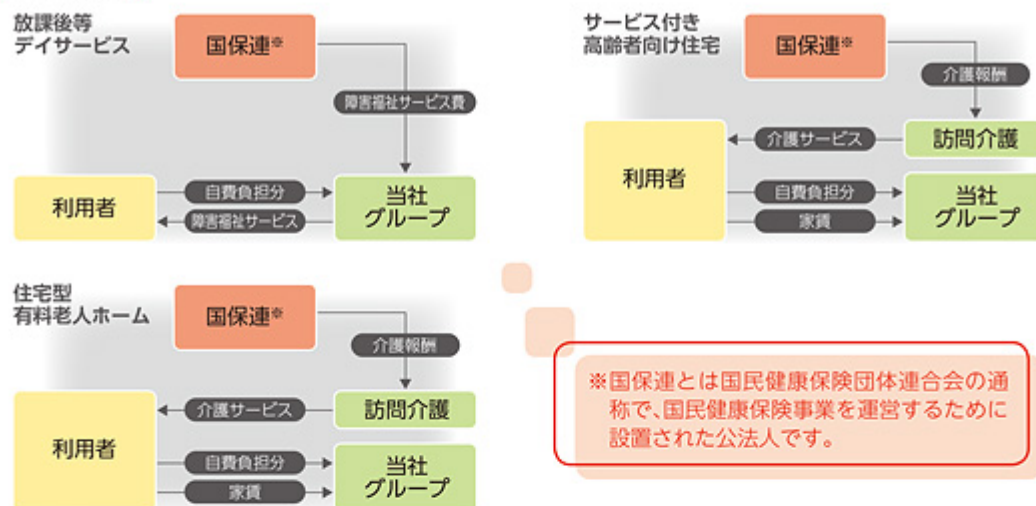 放課後等
デイサービス
国保連※
障害福祉サービス費
利用者
自費負担分
障害福祉サービス
当社
グループ
サービス付き
高齢者向け住宅
国保連※
介護報酬
訪問介護
介護サービス
利用者
自費負担分
家賃
当社
グループ
住宅型
有料老人ホーム
国保連※
介護報酬
訪問介護
介護サービス
利用者
自費負担分
家賃
当社
グループ
※国保連とは国民健康保険団体連合会の通
称で、国民健康保険事業を運営するために
設置された公法人です。